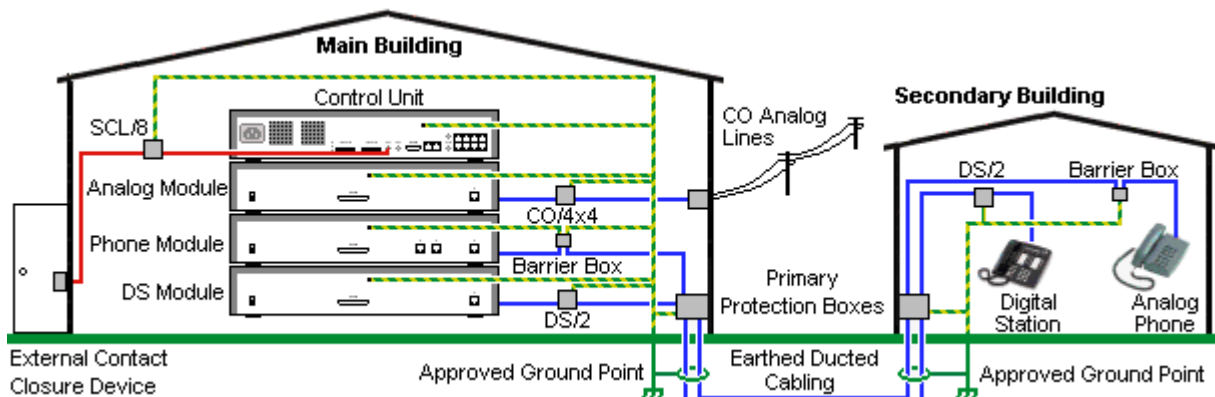 Main Building
Control Unit
SCL/8
Analog Module
CO/4x4
Phone Module
Barrier Box
DS Module
DS/2
External Contact
Closure Device
Approved Ground Point
CO Analog
Lines
Primary
Protection Boxes
Earthed Ducted
Cabling
Secondary Building
DS/2
Barrier Box
Digital
Station
Analog
Phone
Approved Ground Point